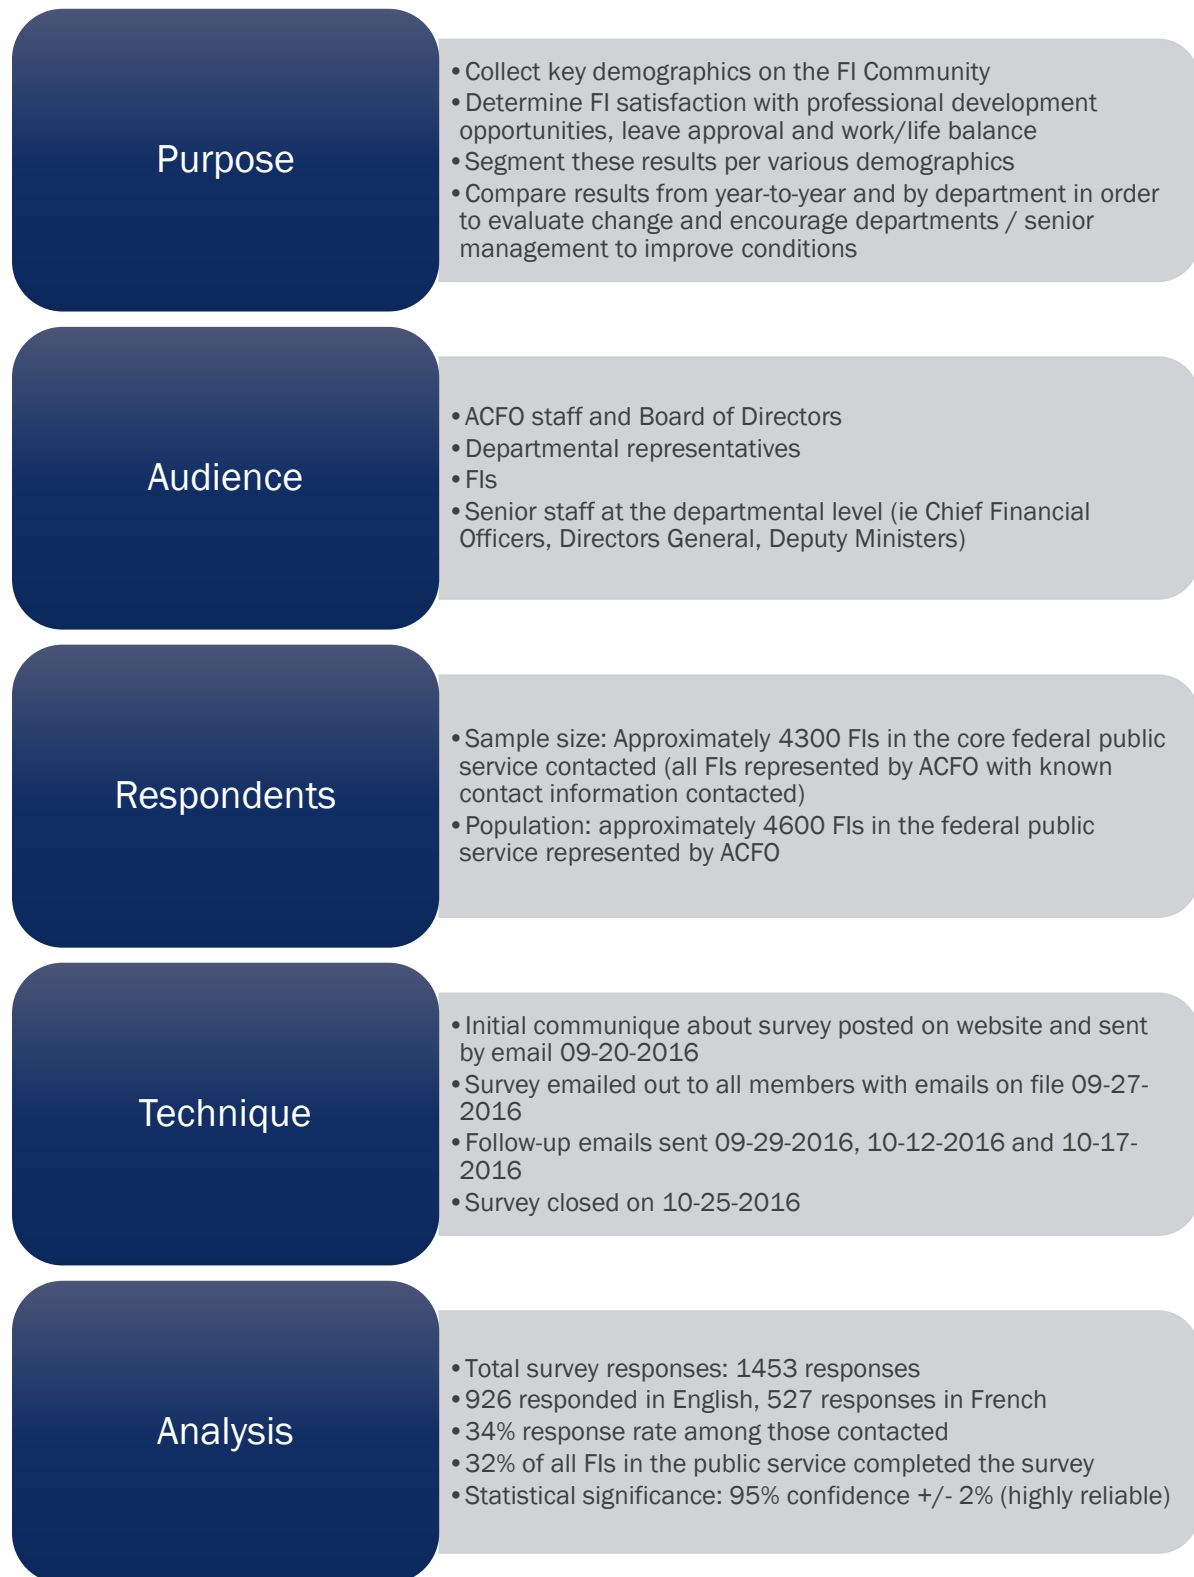 Purpose
•Collect key demographics on the FI Community
•Determine FI satisfaction with professional development
opportunities, leave approval and work/life balance
•Segment these results per various demographics
•Compare results from year-to-year and by department in order
to evaluate change and encourage departments / senior
management to improve conditions
Audience
•ACFO staff and Board of Directors
•Departmental representatives
•FIs
•Senior staff at the departmental level (ie Chief Financial
Officers, Directors General, Deputy Ministers)
Respondents
•Sample size: Approximately 4300 FIs in the core federal public
service contacted (all FIs represented by ACFO with known
contact information contacted)
•Population: approximately 4600 FIs in the federal public
service represented by ACFO
Technique
•Initial communique about survey posted on website and sent
by email 09-20-2016
•Survey emailed out to all members with emails on file 09-27-
2016
•Follow-up emails sent 09-29-2016, 10-12-2016 and 10-17-
2016
•Survey closed on 10-25-2016
Analysis
•Total survey responses: 1453 responses
•926 responded in English, 527 responses in French
•34% response rate among those contacted
•32% of all FIs in the public service completed the survey
•Statistical significance: 95% confidence +/- 2% (highly reliable)